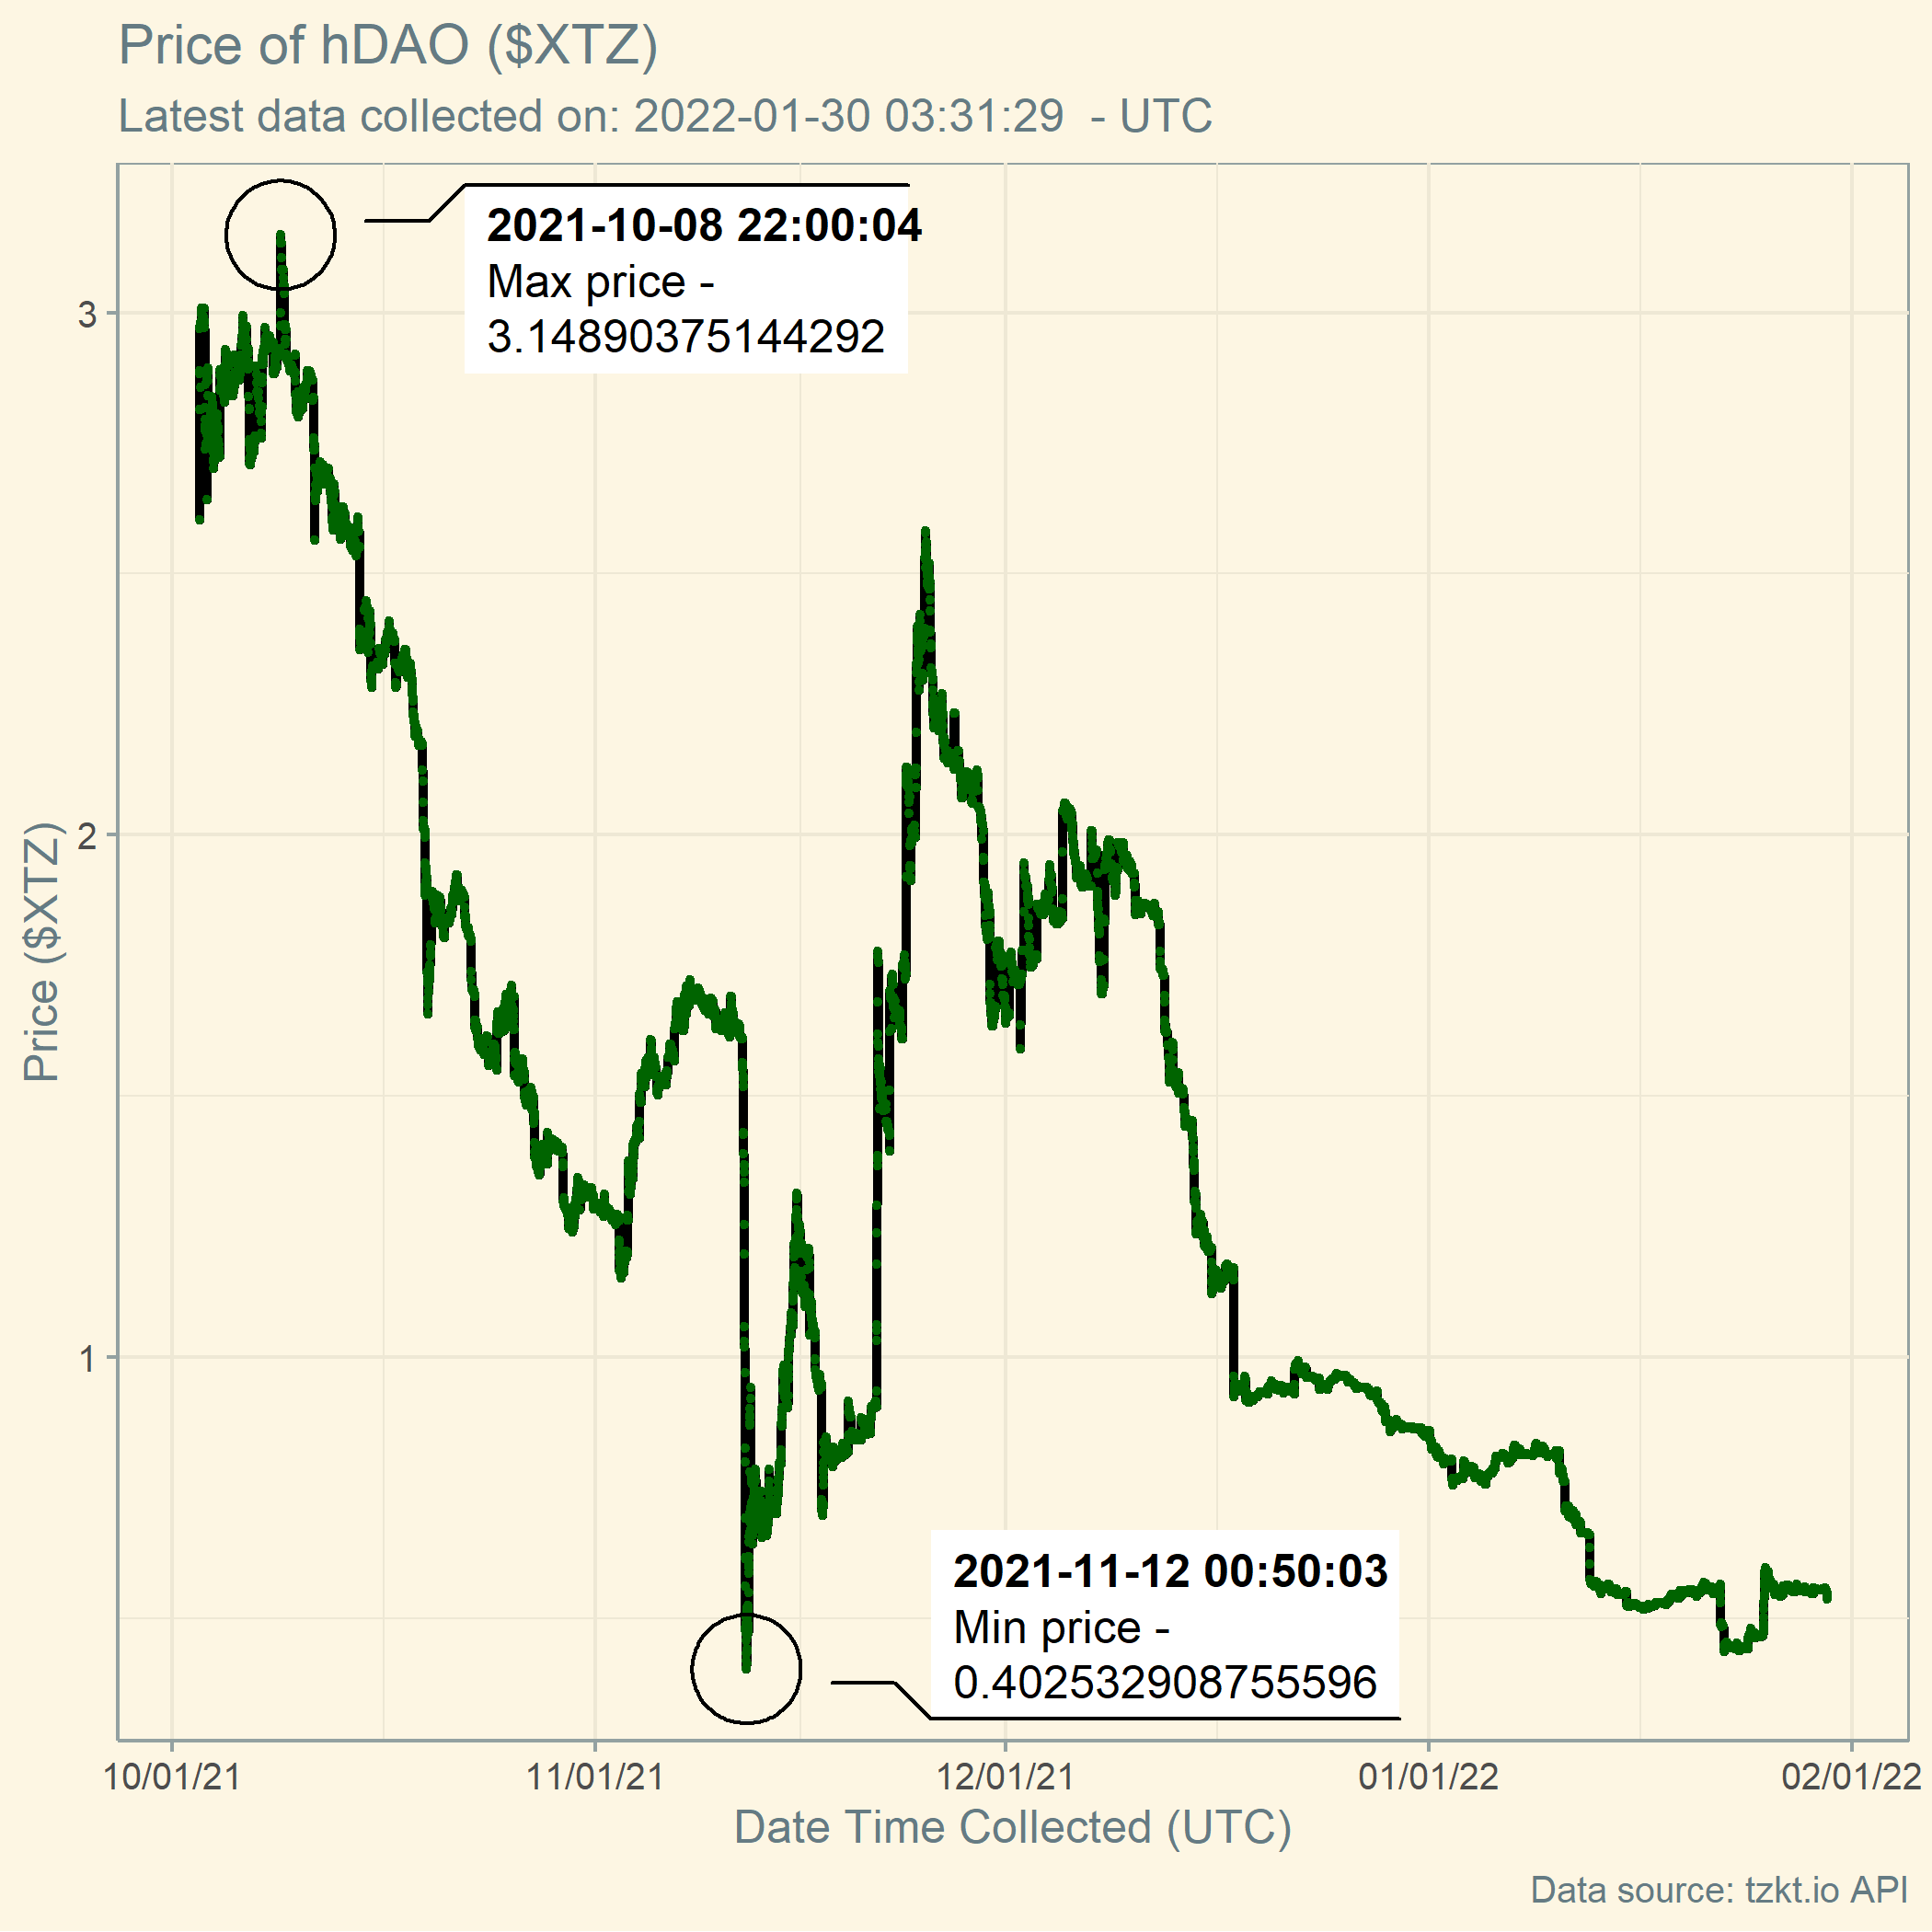 Price of hDAO ($XTZ)
Latest data collected on: 2022-01-30 03:31:29  - UTC
2021-10-08 22:00:04
Max price -
3.14890375144292
3
2
1
Price ($XTZ)
2021-11-12 00:50:03
Min price -
0.402532908755596
10/01/21 11/01/21 12/01/21 01/01/22 02/01/22
Date Time Collected (UTC)
Data source: tzkt.io API